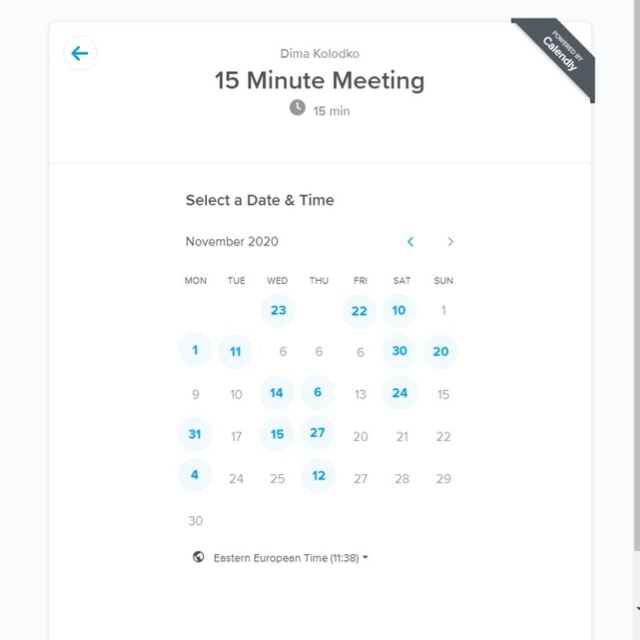 Dima Kolodko
POWERED BY
Calendly
15 Minute Meeting
15 min
Select a Date & Time
November 2020
MON TUE WED THU FRI SAT SUN
23 22 10 1
1 11 6 6 6 30 20
9 10 14 6 13 24 15
31 17 15 27 20 21 22
4 24 25 12 27 28 29
30
Eastern European Time (11:38)